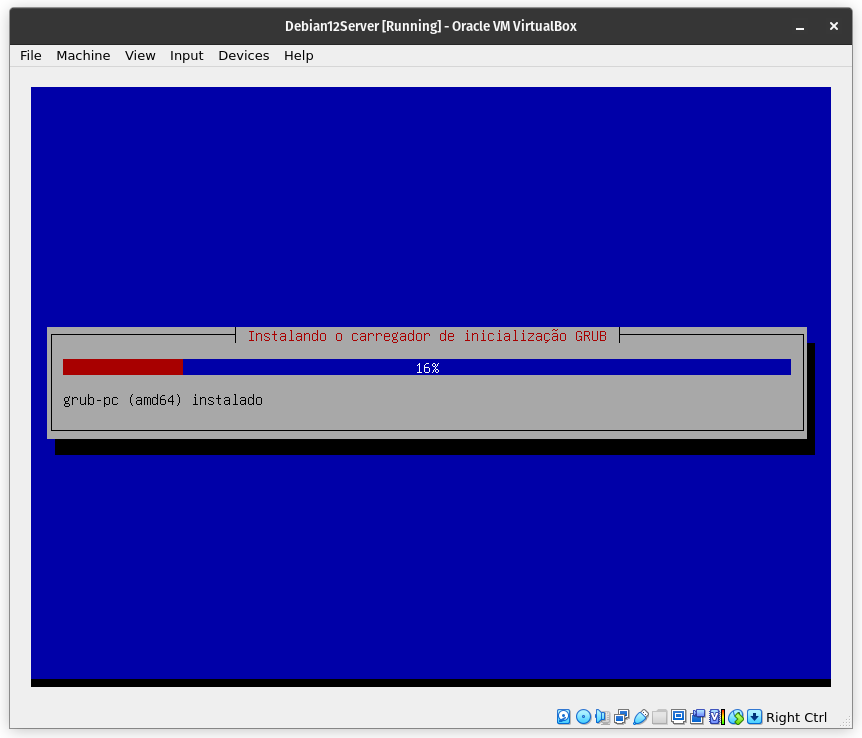 Debian12Server [Running] - Oracle VM VirtualBox
File Machine View Input Devices Help
Instalando o carregador de inicialização GRUB
16%
grub-pc (amd64) instalado
Right Ctrl